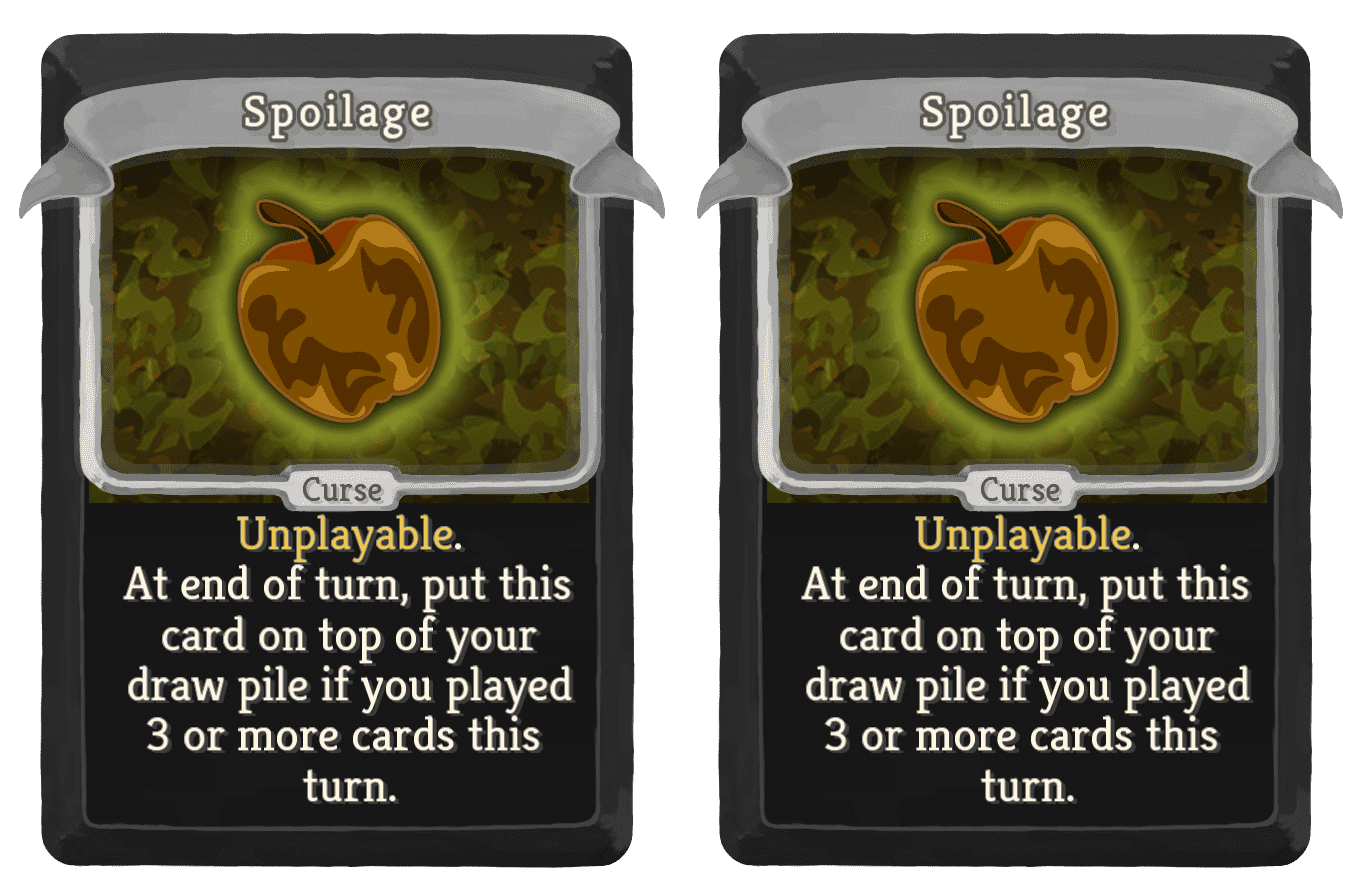 Spoilage
Curse
Unplayable.
At end of turn, put this
card on top of your
draw pile if you played
3 or more cards this
turn.
Spoilage
Curse
Unplayable.
At end of turn, put this
card on top of your
draw pile if you played
3 or more cards this
turn.